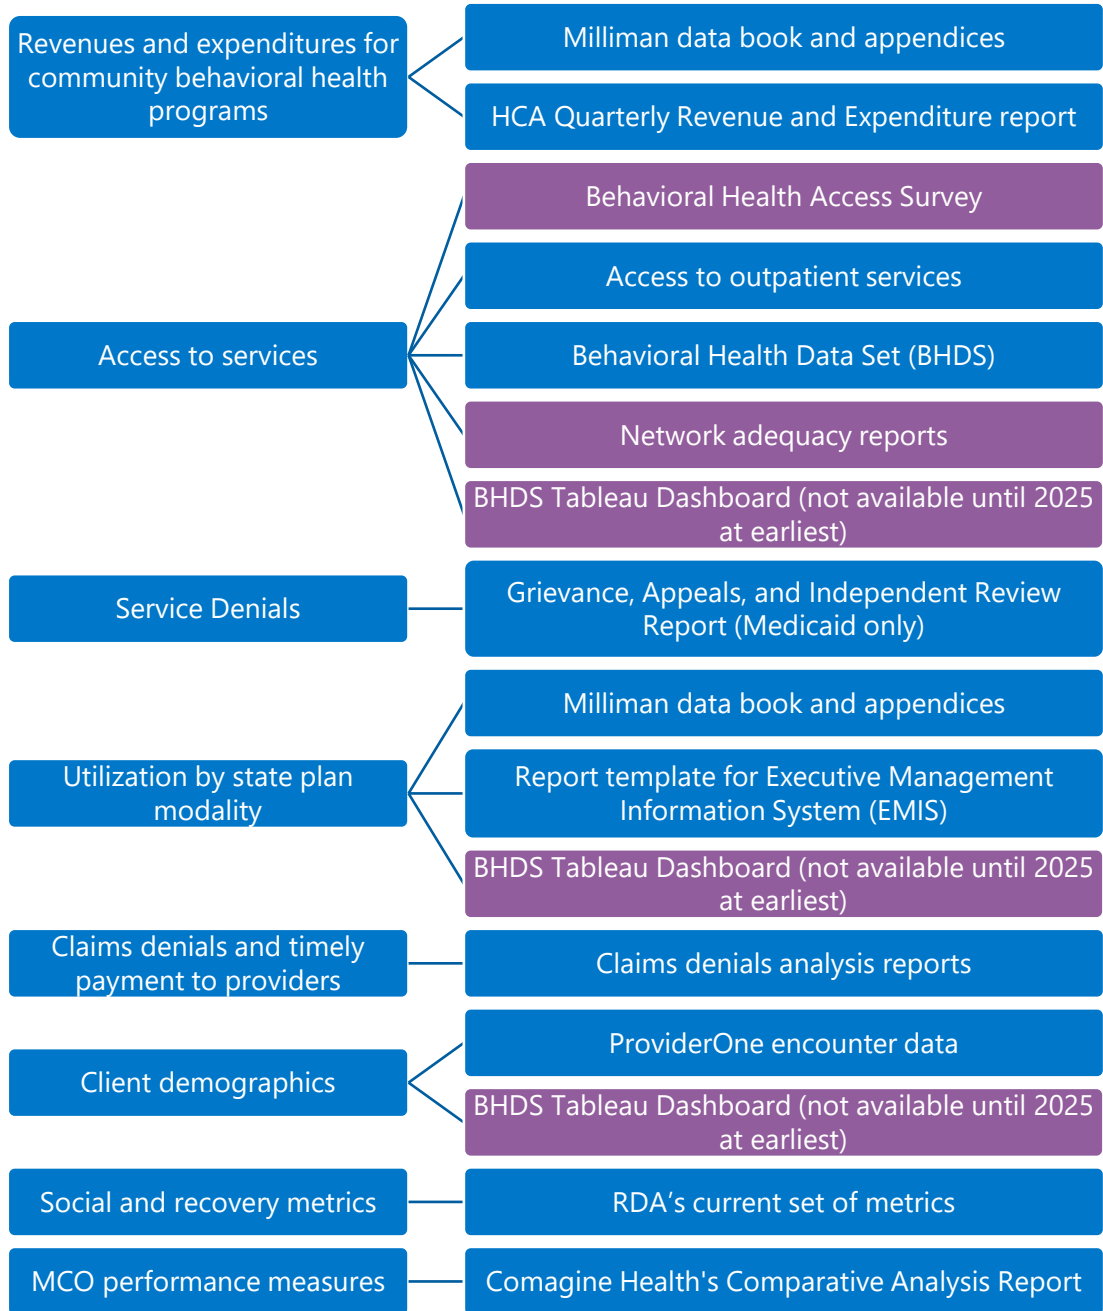 Revenues and expenditures for
community behavioral health
programs
Milliman data book and appendices
HCA Quarterly Revenue and Expenditure report
Access to services
Behavioral Health Access Survey
Access to outpatient services
Behavioral Health Data Set (BHDS)
Network adequacy reports
BHDS Tableau Dashboard (not available until 2025
at earliest)
Service Denials
Grievance, Appeals, and Independent Review
Report (Medicaid only)
Utilization by state plan
modality
Milliman data book and appendices
Report template for Executive Management
Information System (EMIS)
BHDS Tableau Dashboard (not available until 2025
at earliest)
Claims denials and timely
payment to providers
Claims denials analysis reports
Client demographics
ProviderOne encounter data
BHDS Tableau Dashboard (not available until 2025
at earliest)
Social and recovery metrics
RDA’s current set of metrics
MCO performance measures
Comagine Health's Comparative Analysis Report